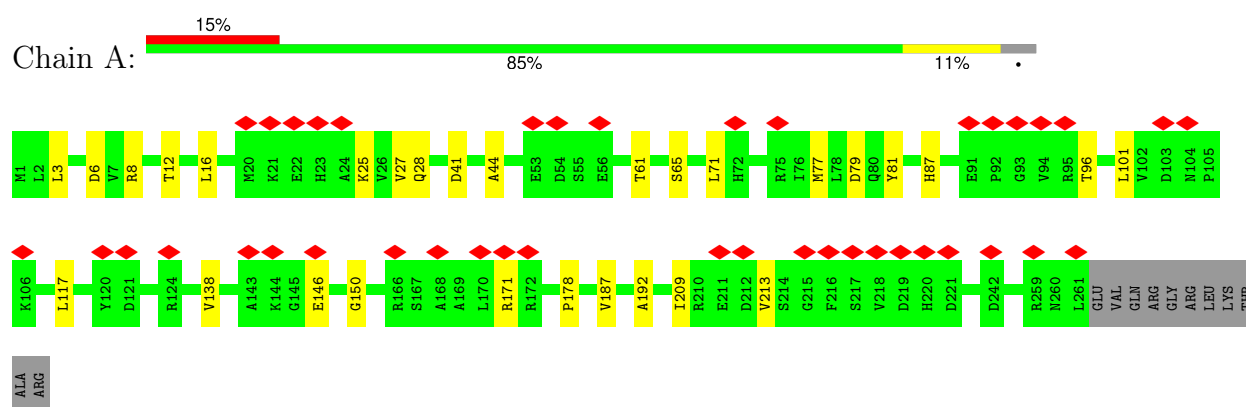 15%
Chain A:
85% 11% •
M1 L2 L3 D6 V7 R8 T12 L16 M20 K21 E22 H23 A24 K25 V26 V27 Q28 D41 A44 E53 D54 S55 E56 T61 S65 L71 H72 R75 I76 M77 L78 D79 Q80 Y81 H87 E91 P92 G93 V94 R95 T96 L101 V102 D103 N104 P105
K106 L117 Y120 D121 R124 V138 A143 K144 G145 E146 G150 R166 S167 A168 A169 L170 R171 R172 P178 V187 A192 I209 R210 E211 D212 V213 S214 G215 F216 S217 V218 D219 H220 D221 D242 R259 N260 L261 GLU VAL GLN ARG GLY ARG LEU LYS THR
ALA ARG